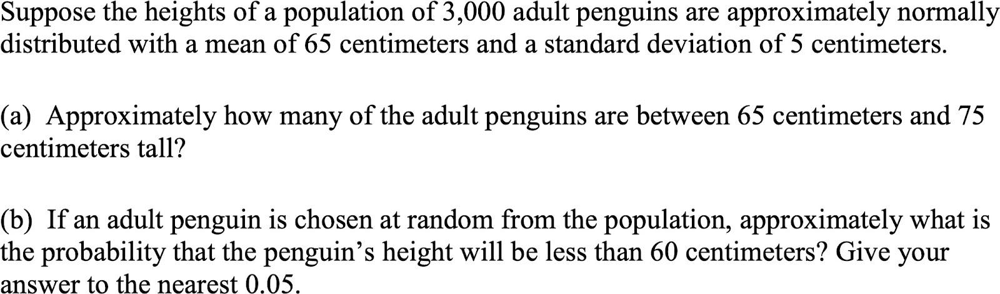 Suppose the heights of a population of 3,000 adult penguins are approximately normally
distributed with a mean of 65 centimeters and a standard deviation of 5 centimeters.
(a) Approximately how many of the adult penguins are between 65 centimeters and 75
centimeters tall?
(b) If an adult penguin is chosen at random from the population, approximately what is
the probability that the penguin’s height will be less than 60 centimeters? Give your
answer to the nearest 0.05.